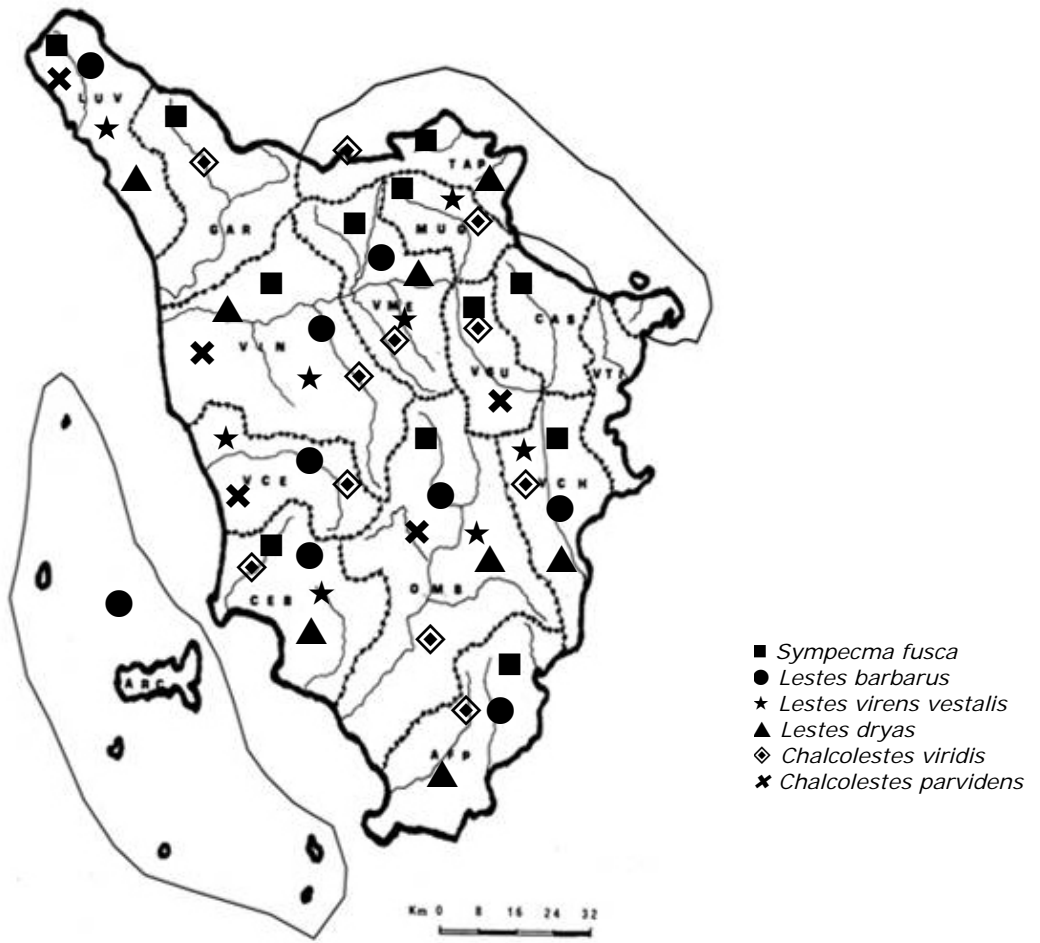 LUV
TAP
GAR
MUG
VME
CAS
VIN
VSU
VTI
VCE
VCH
CEB
OMB
ARC
AFP
Sympecma fusca
Lestes barbarus
Lestes virens vestalis
Lestes dryas
Chalcolestes viridis
Chalcolestes parvidens
Km 0 8 16 24 32